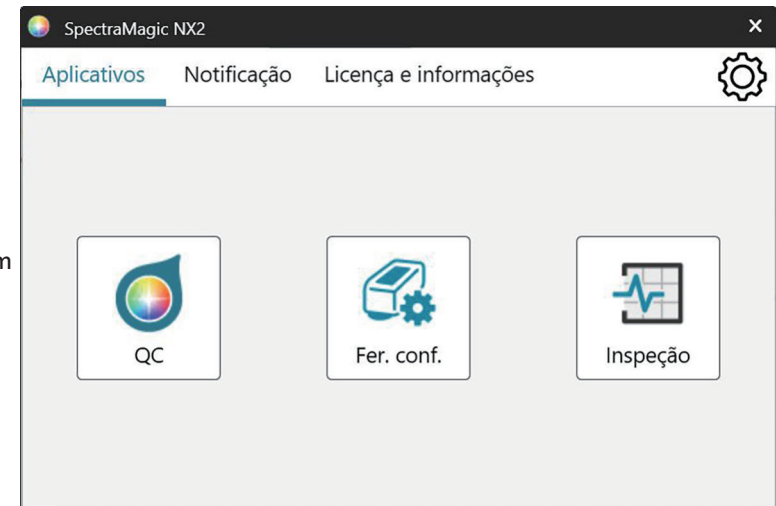 SpectraMagic NX2
Aplicativos Notificação Licença e informações
m
QC Fer. conf. Inspeção